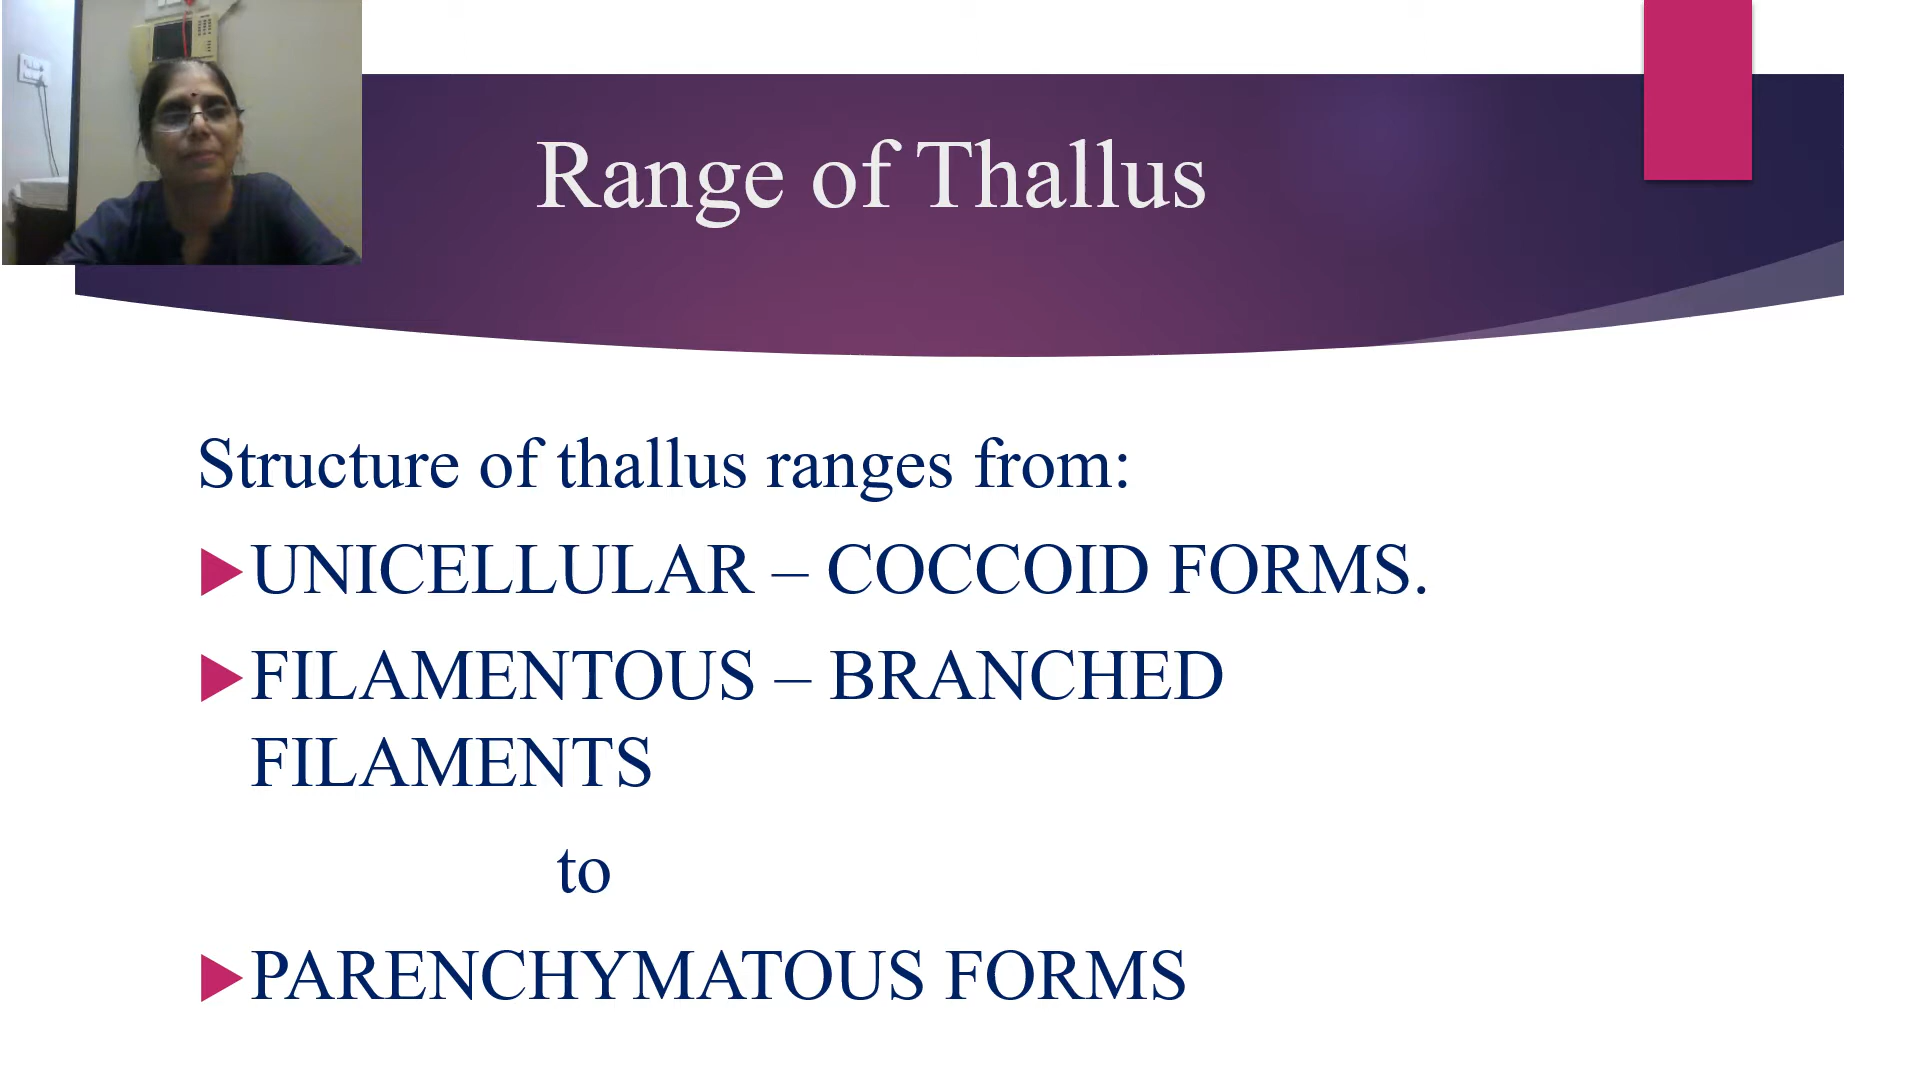 Range of Thallus
Structure of thallus ranges from:
UNICELLULAR – COCCOID FORMS.
FILAMENTOUS – BRANCHED
FILAMENTS
to
PARENCHYMATOUS FORMS